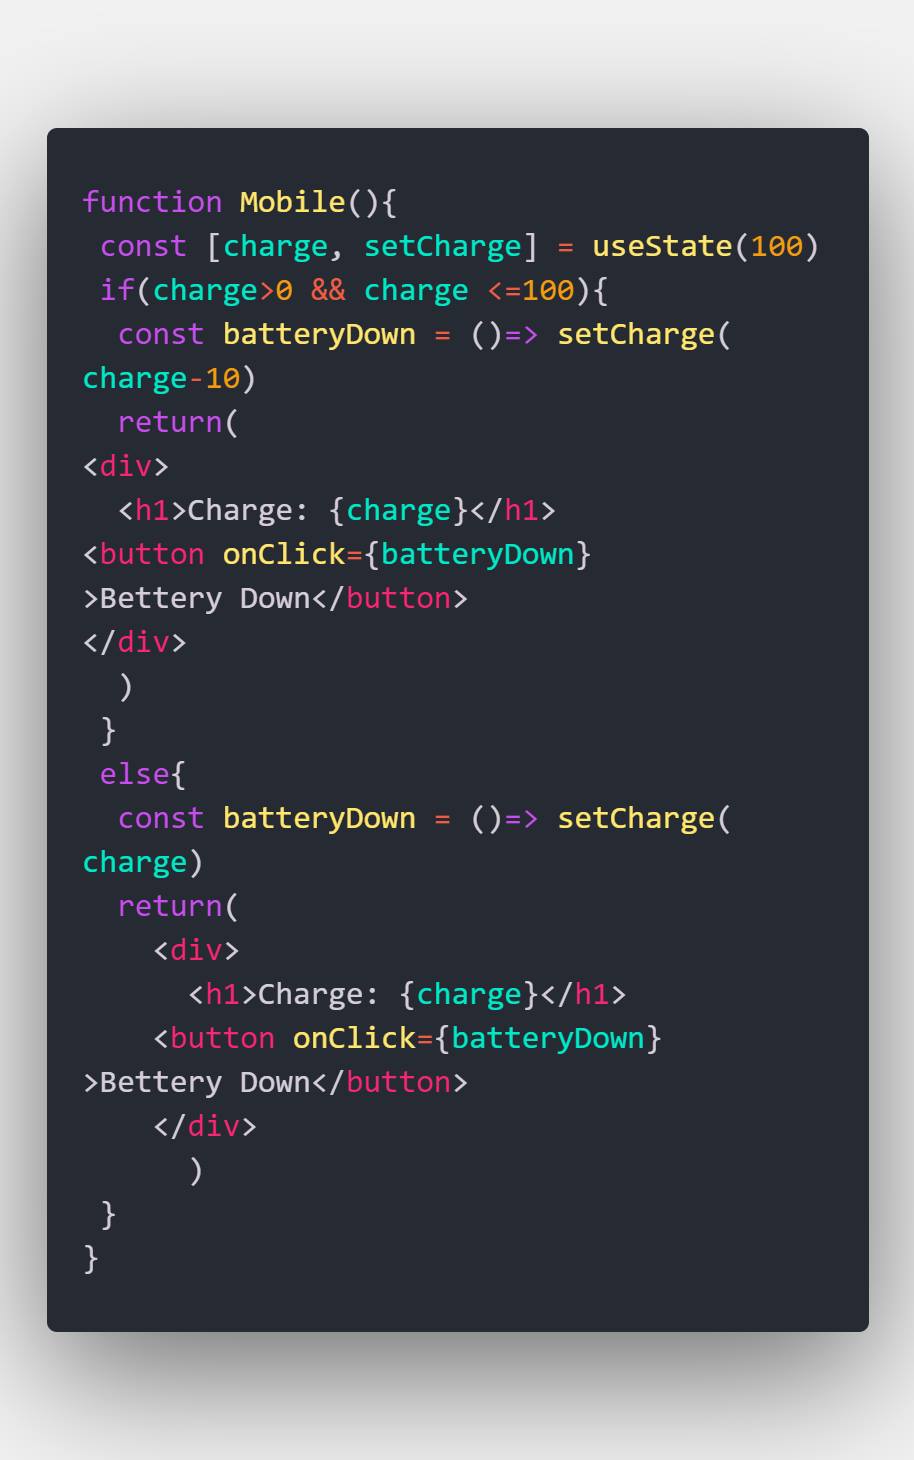 function Mobile(){
 const [charge, setCharge] = useState(100)
 if(charge>0 && charge <=100){
  const batteryDown = ()=> setCharge(
charge-10)
  return(
<div>
  <h1>Charge: {charge}</h1>
<button onClick={batteryDown}
>Bettery Down</button>
</div>
  )
 }
 else{
  const batteryDown = ()=> setCharge(
charge)
  return(
    <div>
      <h1>Charge: {charge}</h1>
    <button onClick={batteryDown}
>Bettery Down</button>
    </div>
      )
 }
}